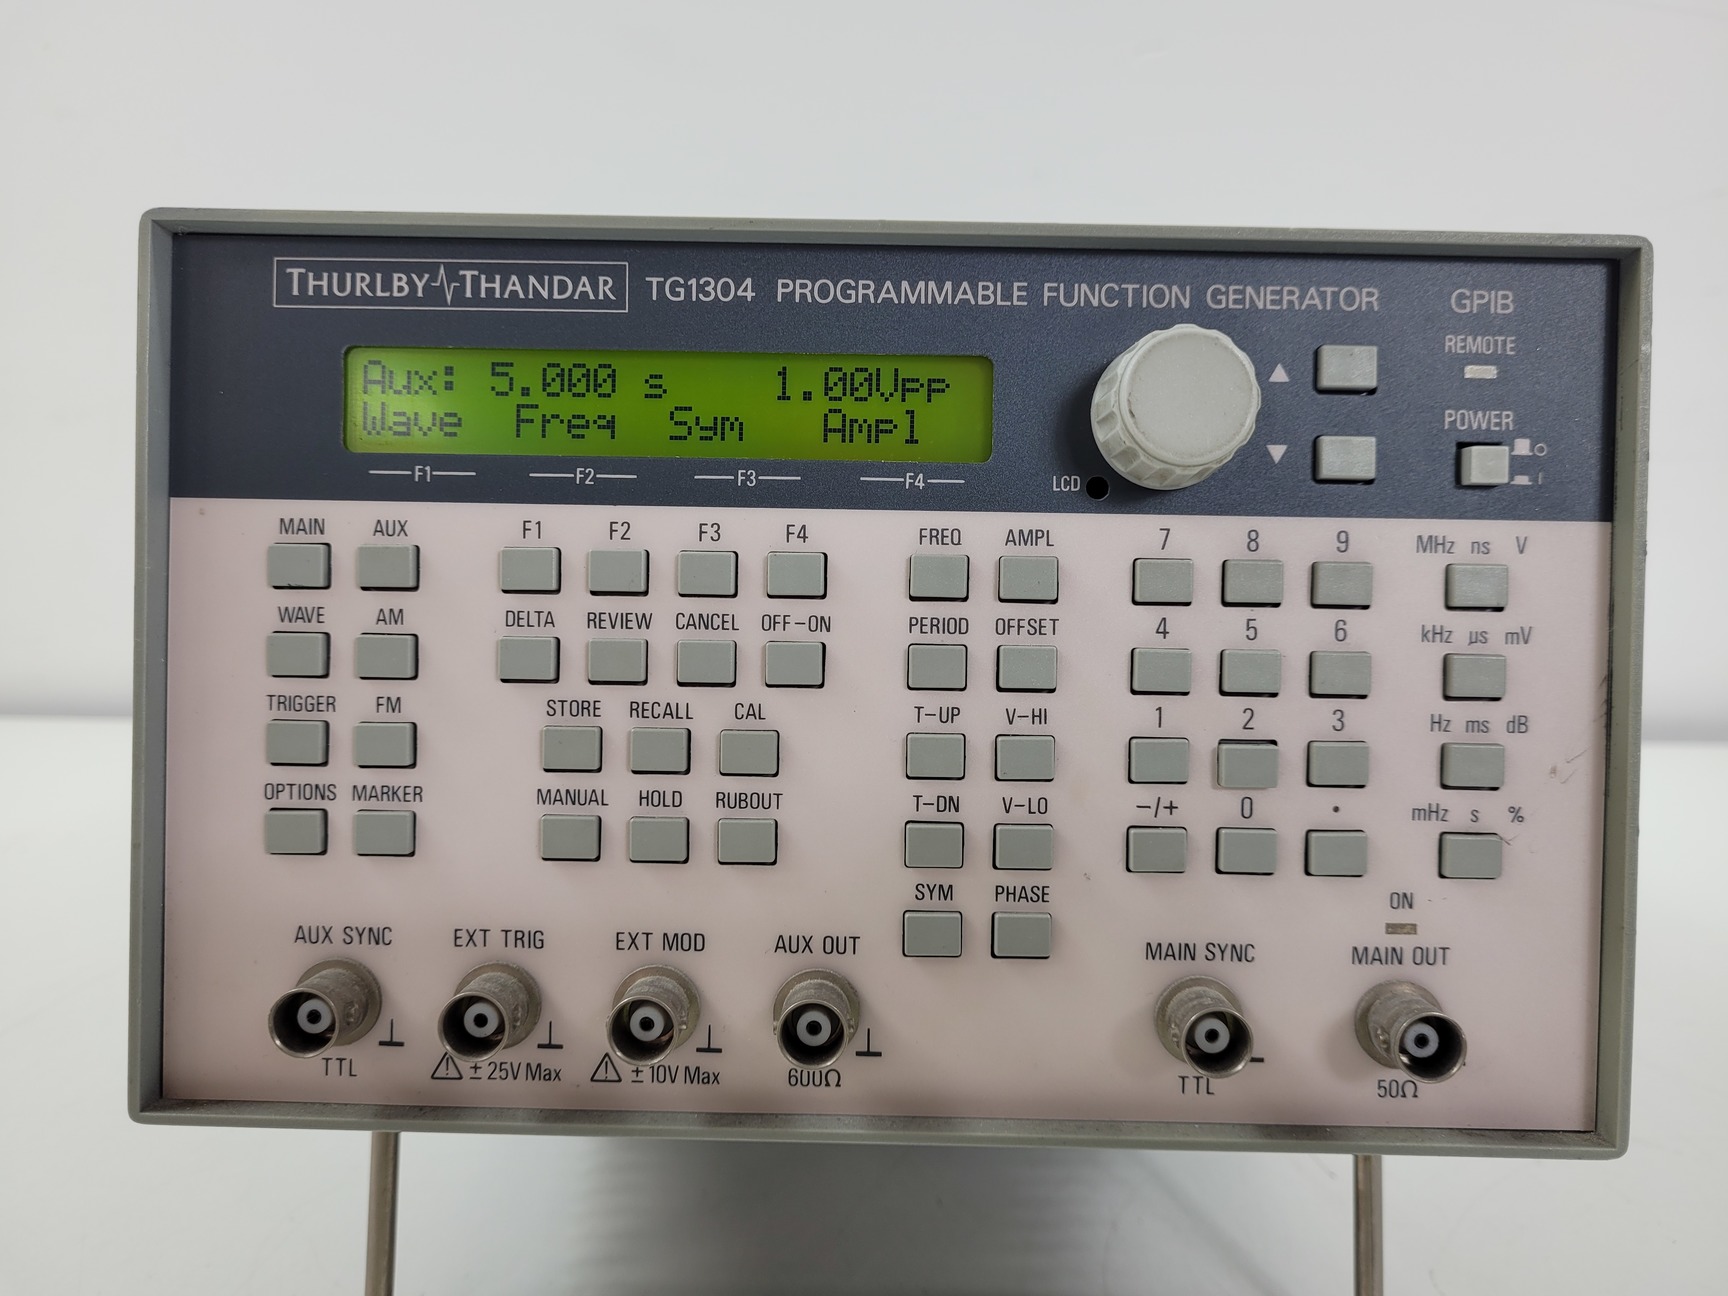 THURLBY THANDAR TG1304 PROGRAMMABLE FUNCTION GENERATOR GPIB
REMOTE
Aux: 5.000 s 1.00Vpp
Wave Freq Sym Ampl
POWER
F1 F2 F3 F4 LCD
MAIN AUX F1 F2 F3 F4 FREQ AMPL 7 8 9 MHz ns V
WAVE AM DELTA REVIEW CANCEL OFF-ON PERIOD OFFSET 4 5 6 kHz µs mV
TRIGGER FM STORE RECALL CAL T-UP V-HI 1 2 3 Hz ms dB
OPTIONS MARKER MANUAL HOLD RUBOUT T-DN V-LO -/+ 0 . mHz s %
SYM PHASE ON
AUX SYNC EXT TRIG EXT MOD AUX OUT MAIN SYNC MAIN OUT
TTL ± 25V Max ± 10V Max 600Ω TTL 50Ω